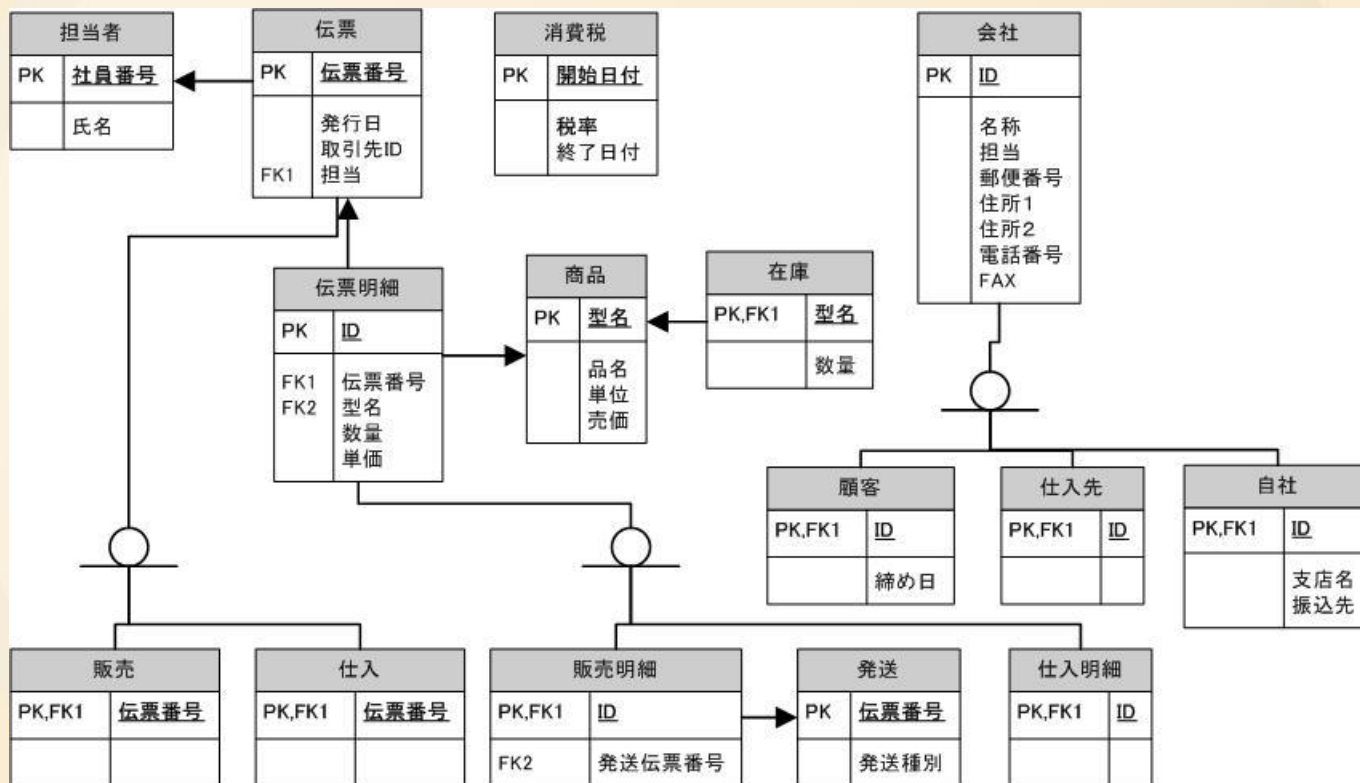 担当者
PK 社員番号
氏名
伝票
PK 伝票番号
発行日
取引先ID
FK1 担当
消費税
PK 開始日付
税率
終了日付
会社
PK ID
名称
担当
郵便番号
住所1
住所2
電話番号
FAX
伝票明細
PK ID
FK1 伝票番号
FK2 型名
数量
単価
商品
PK 型名
品名
単位
売価
在庫
PK,FK1 型名
数量
顧客
PK,FK1 ID
締め日
仕入先
PK,FK1 ID
自社
PK,FK1 ID
支店名
振込先
販売
PK,FK1 伝票番号
仕入
PK,FK1 伝票番号
販売明細
PK,FK1 ID
FK2 発送伝票番号
発送
PK 伝票番号
発送種別
仕入明細
PK,FK1 ID